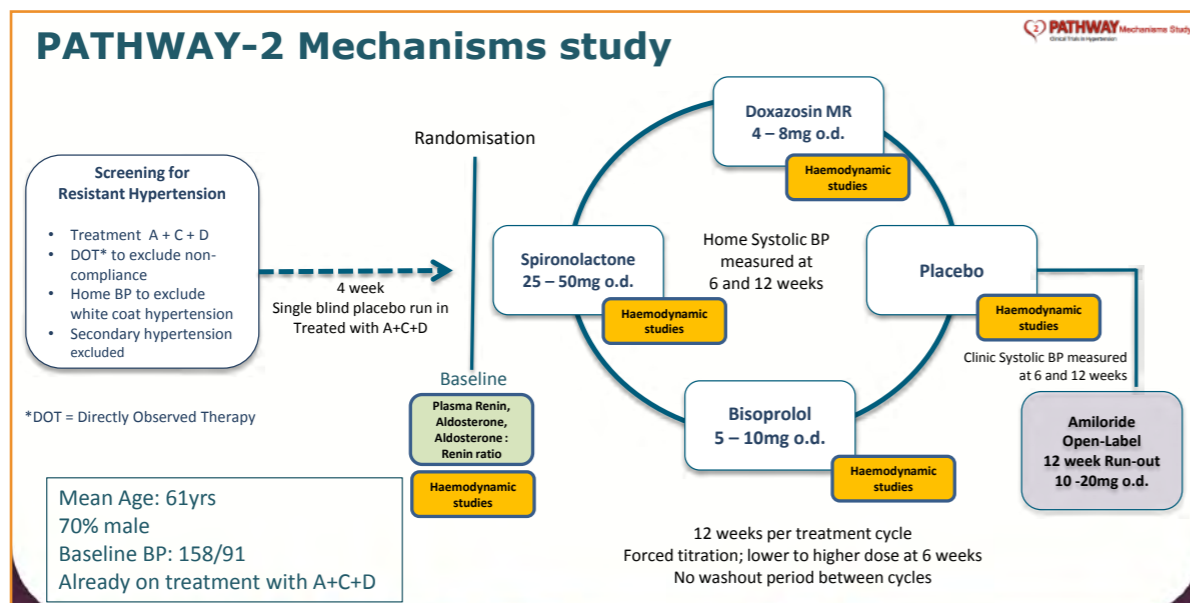 PATHWAY-2 Mechanisms study
2 PATHWAY Mechanisms Study
Clinical Trials in Hypertension
Screening for
Resistant Hypertension
• Treatment A + C + D
• DOT* to exclude non-
compliance
• Home BP to exclude
white coat hypertension
• Secondary hypertension
excluded
*DOT = Directly Observed Therapy
4 week
Single blind placebo run in
Treated with A+C+D
Randomisation
Baseline
Plasma Renin,
Aldosterone,
Aldosterone :
Renin ratio
Haemodynamic
studies
Doxazosin MR
4 – 8mg o.d.
Haemodynamic
studies
Spironolactone
25 – 50mg o.d.
Haemodynamic
studies
Home Systolic BP
measured at
6 and 12 weeks
Placebo
Haemodynamic
studies
Clinic Systolic BP measured
at 6 and 12 weeks
Bisoprolol
5 – 10mg o.d.
Haemodynamic
studies
Amiloride
Open-Label
12 week Run-out
10 -20mg o.d.
12 weeks per treatment cycle
Forced titration; lower to higher dose at 6 weeks
No washout period between cycles
Mean Age: 61yrs
70% male
Baseline BP: 158/91
Already on treatment with A+C+D